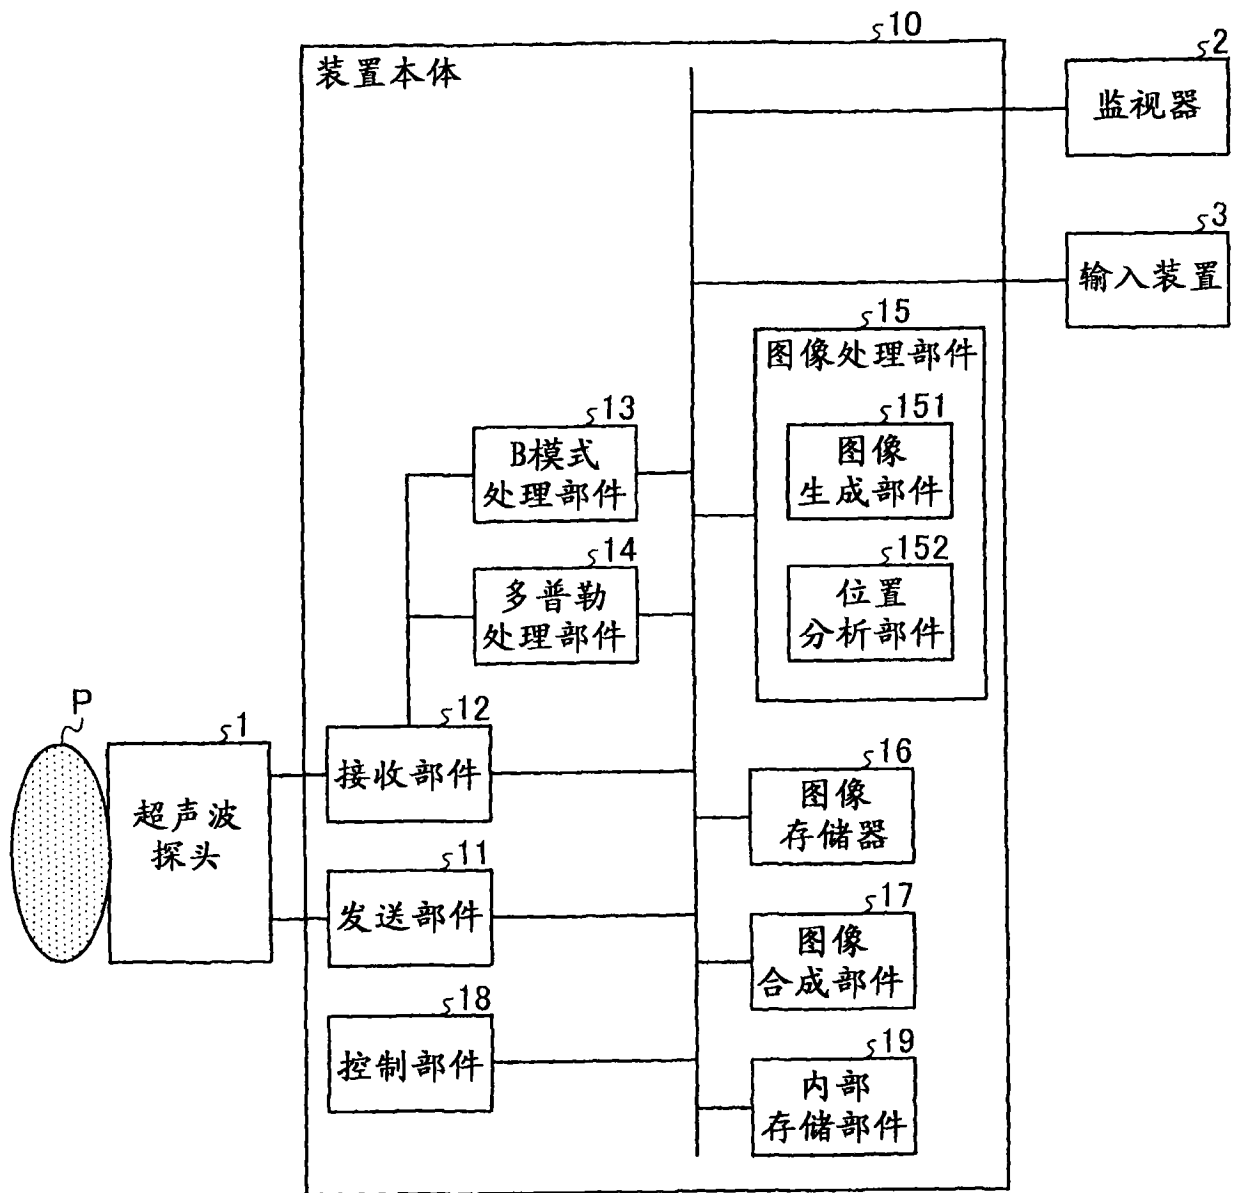 10
装置本体
2
监视器
3
输入装置
15
图像处理部件
151
图像
生成部件
152
位置
分析部件
13
B模式
处理部件
14
多普勒
处理部件
P
1
超声波
探头
12
接收部件
11
发送部件
18
控制部件
16
图像
存储器
17
图像
合成部件
19
内部
存储部件